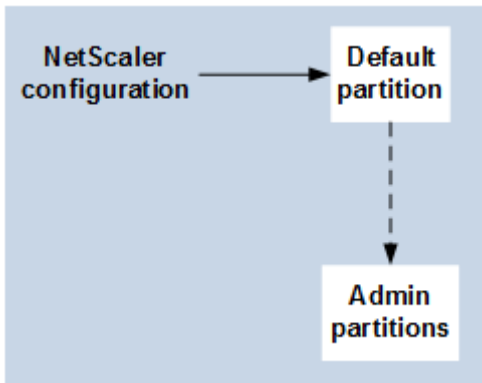 NetScaler
configuration
Default
partition
Admin
partitions